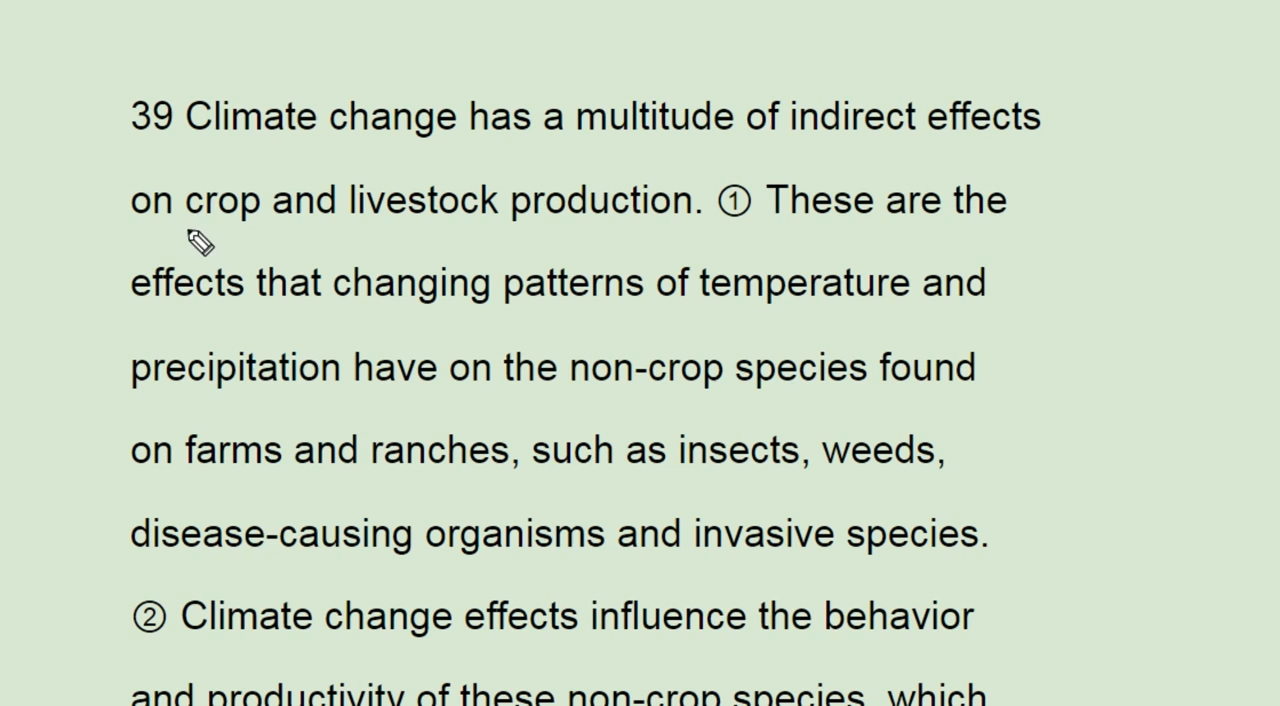 39 Climate change has a multitude of indirect effects
on crop and livestock production. ① These are the
effects that changing patterns of temperature and
precipitation have on the non-crop species found
on farms and ranches, such as insects, weeds,
disease-causing organisms and invasive species.
② Climate change effects influence the behavior
and productivity of these non-crop species, which